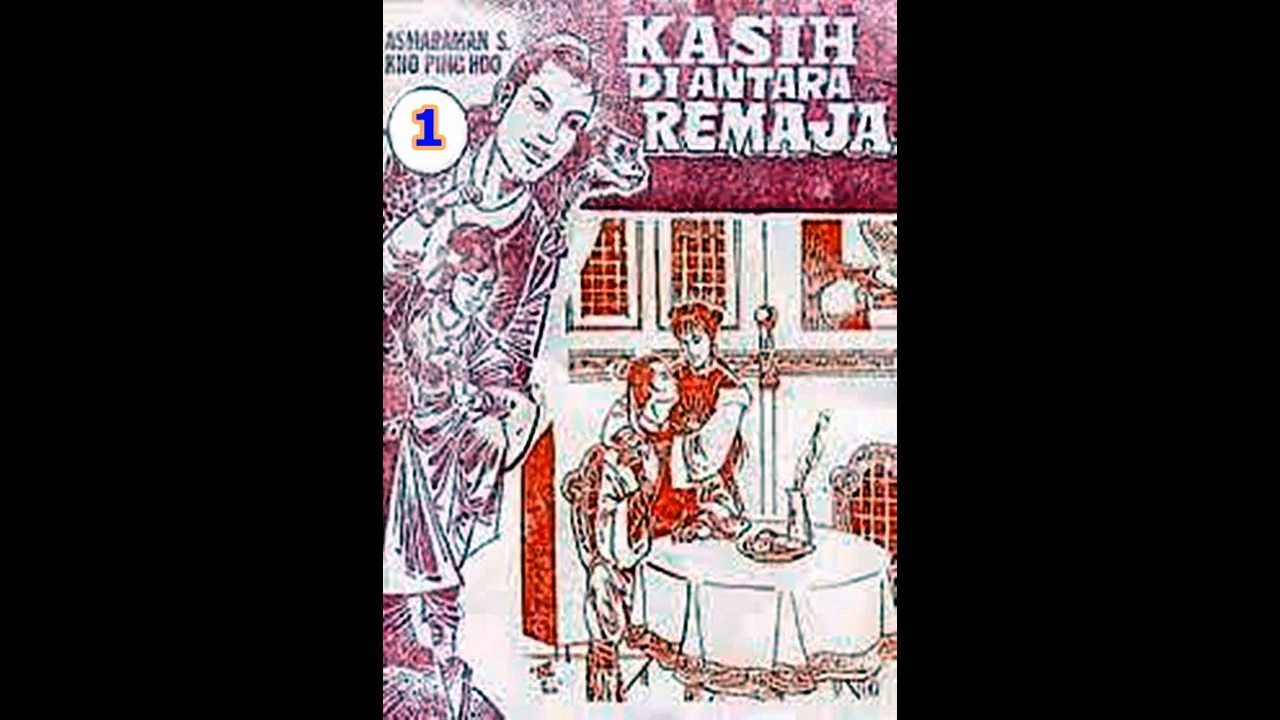 ASMARAMAN S.
KHO PING HOO
KASIH
DI ANTARA
REMAJA
1